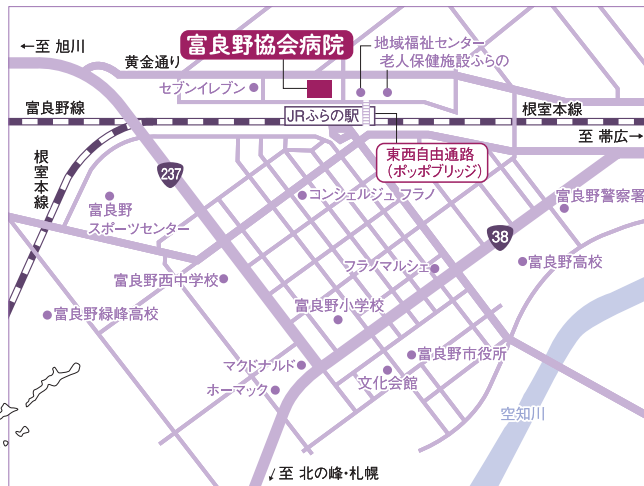 ←至 旭川
黄金通り
富良野協会病院
地域福祉センター
老人保健施設ふらの
セブンイレブン
富良野線
JRふらの駅
根室本線
至 帯広→
東西自由通路
（ポッポブリッジ）
根室
本線
237
富良野
スポーツセンター
コンシェルジュ フラノ
富良野警察署
38
富良野西中学校
フラノマルシェ
富良野高校
富良野緑峰高校
富良野小学校
マクドナルド
富良野市役所
ホーマック
文化会館
空知川
↙至 北の峰・札幌